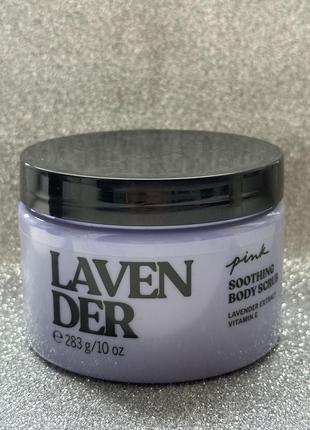 LAVEN
DER
℮ 283 g/10 oz
pink
SOOTHING
BODY SCRUB
LAVENDER EXTRACT
VITAMIN E